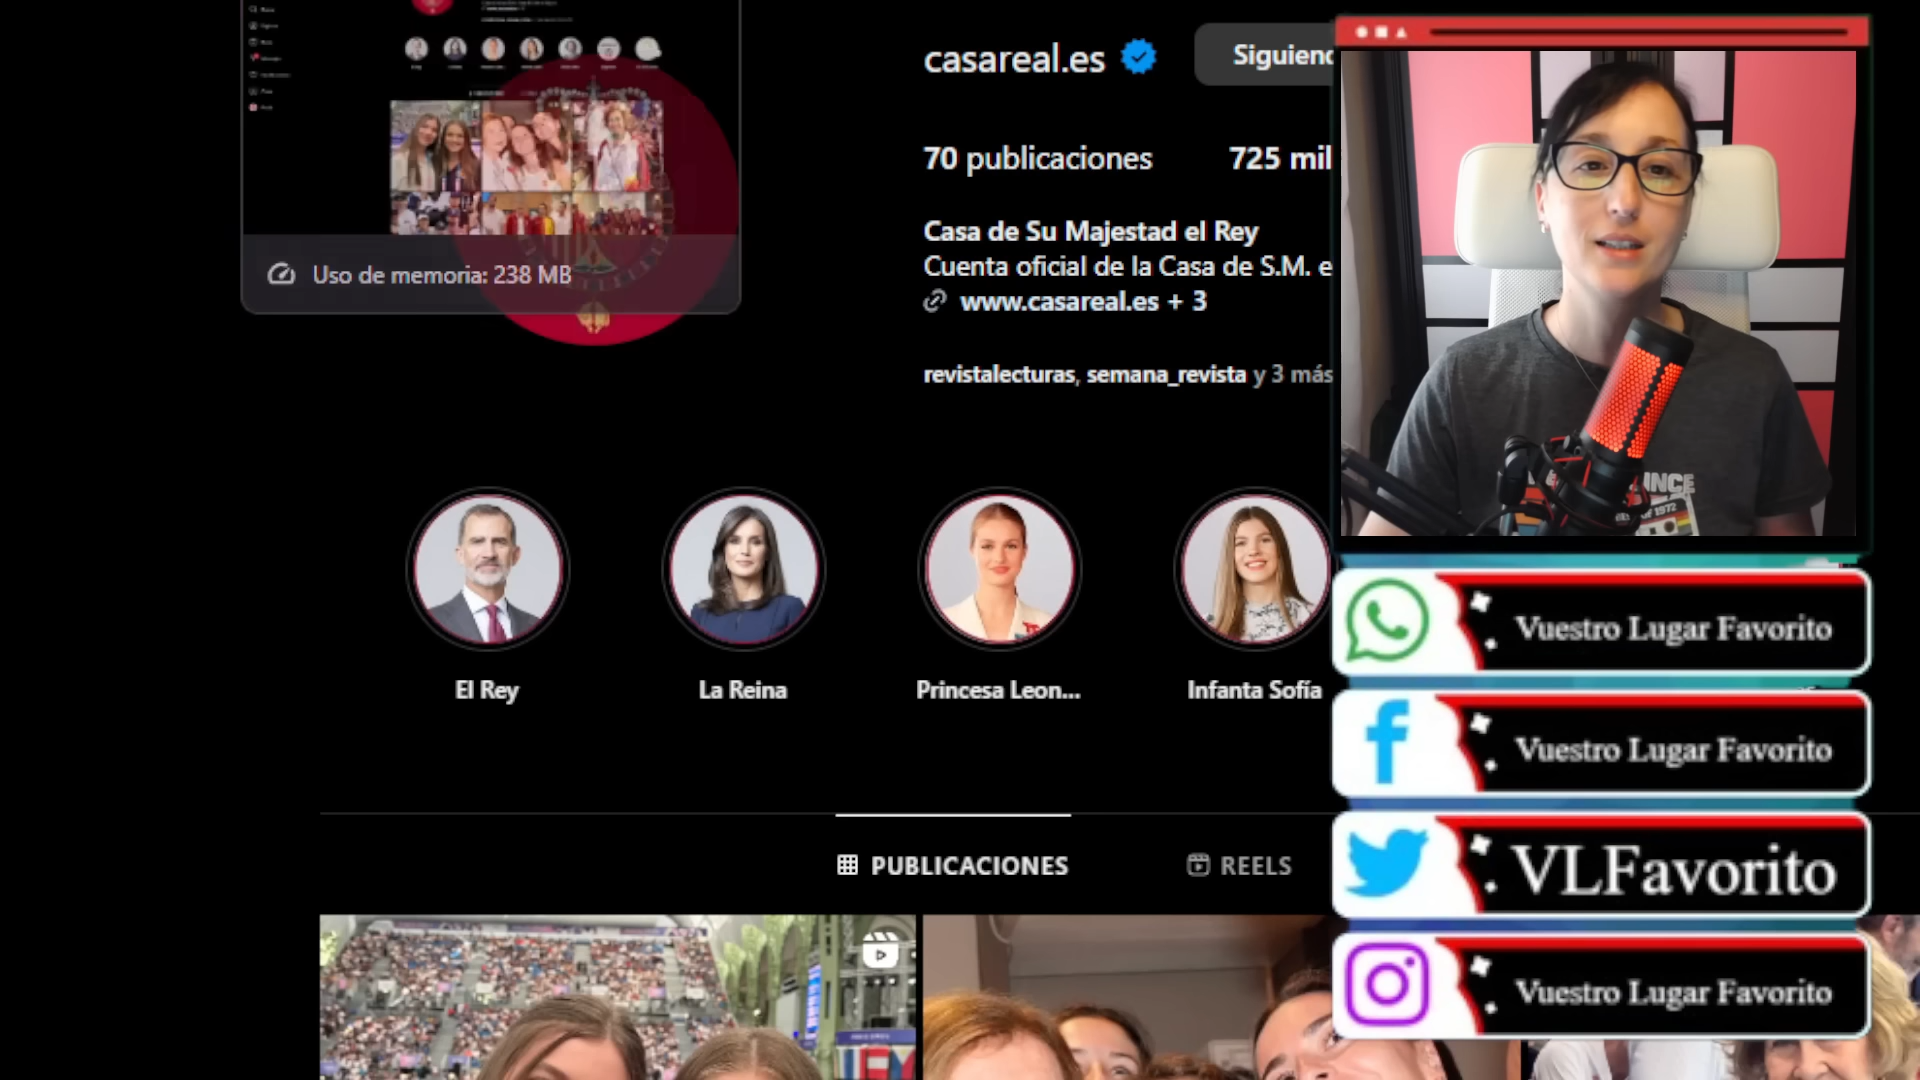 casareal.es
Siguiend
70 publicaciones
725 mil
Casa de Su Majestad el Rey
Cuenta oficial de la Casa de S.M. e
www.casareal.es + 3
revistalecturas, semana_revista y 3 más
Uso de memoria: 238 MB
El Rey
La Reina
Princesa Leon...
Infanta Sofía
PUBLICACIONES
REELS
Vuestro Lugar Favorito
Vuestro Lugar Favorito
VLFavorito
Vuestro Lugar Favorito